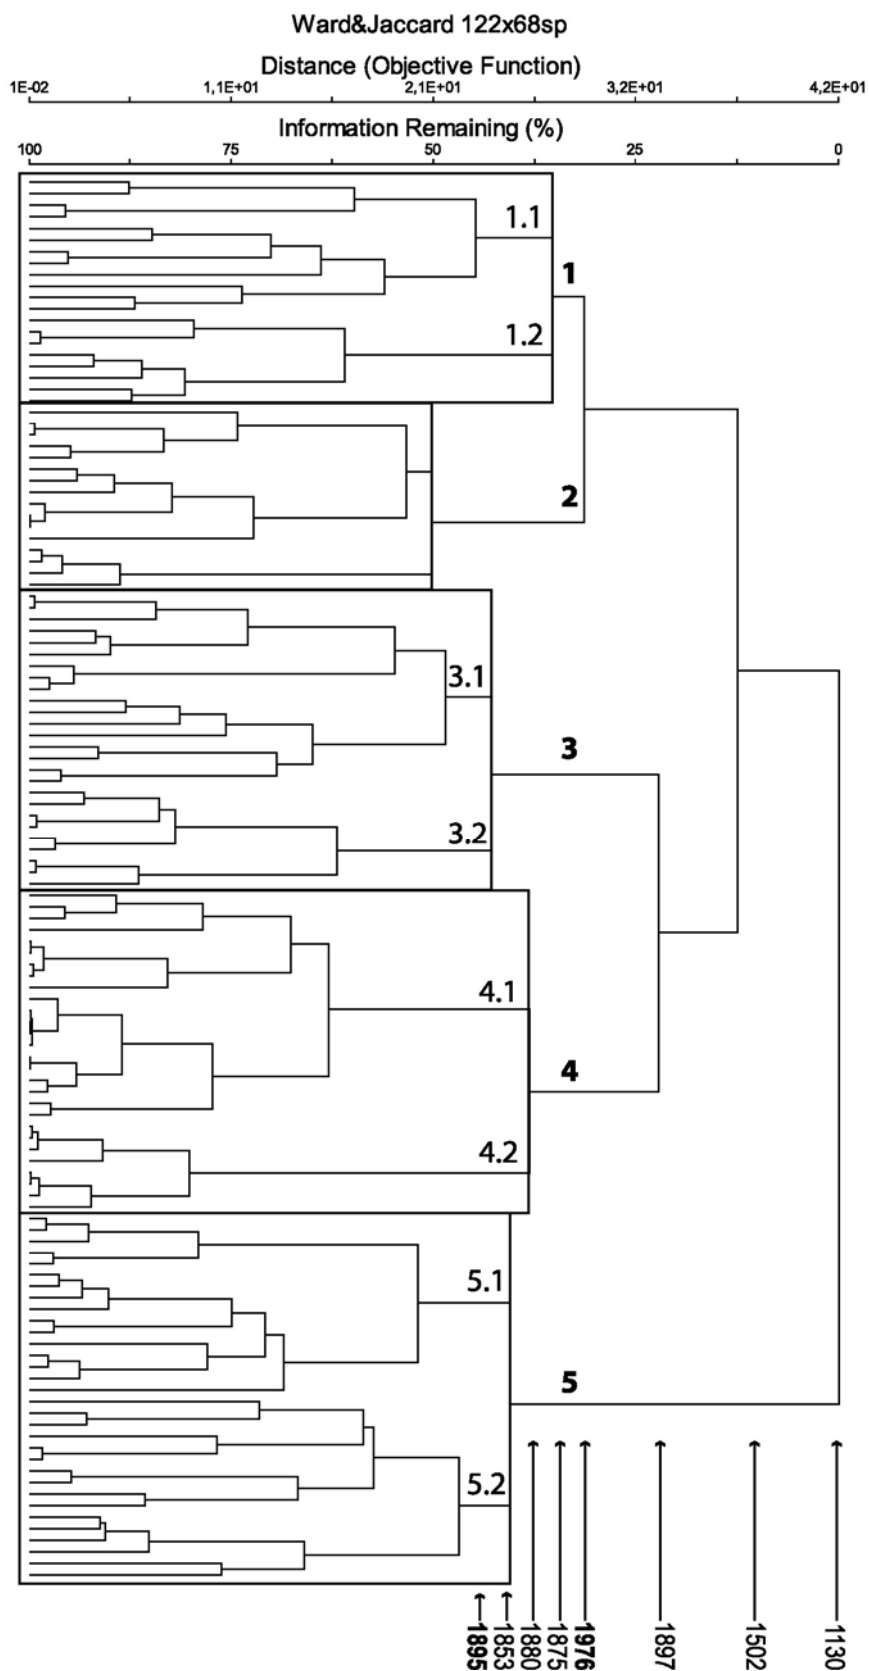 Ward&Jaccard 122x68sp
Distance (Objective Function)
1E-02 1,1E+01 2,1E+01 3,2E+01 4,2E+01
Information Remaining (%)
100 75 50 25 0
1.1
1
1.2
2
3.1
3
3.2
4.1
4
4.2
5.1
5
5.2
1895 1853 1880 1875 1976 1897 1502 1130